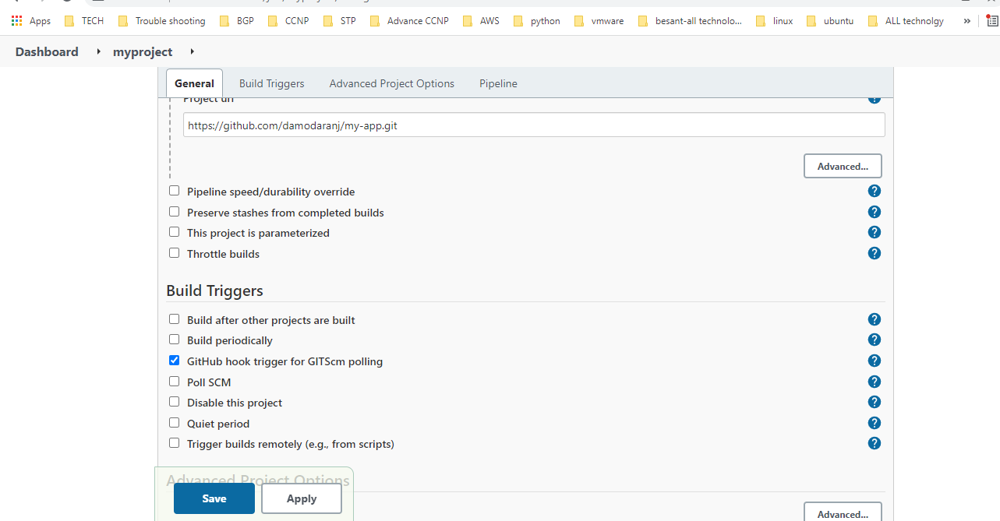 Apps TECH Trouble shooting BGP CCNP STP Advance CCNP AWS python vmware besant-all technolo... linux ubuntu ALL technolgy »
Dashboard myproject
General Build Triggers Advanced Project Options Pipeline
Project url
https://github.com/damodaranj/my-app.git
Advanced...
Pipeline speed/durability override ?
Preserve stashes from completed builds ?
This project is parameterized ?
Throttle builds ?
Build Triggers
Build after other projects are built ?
Build periodically ?
GitHub hook trigger for GITScm polling ?
Poll SCM ?
Disable this project ?
Quiet period ?
Trigger builds remotely (e.g., from scripts) ?
Advanced Project Options
Save Apply
Advanced...